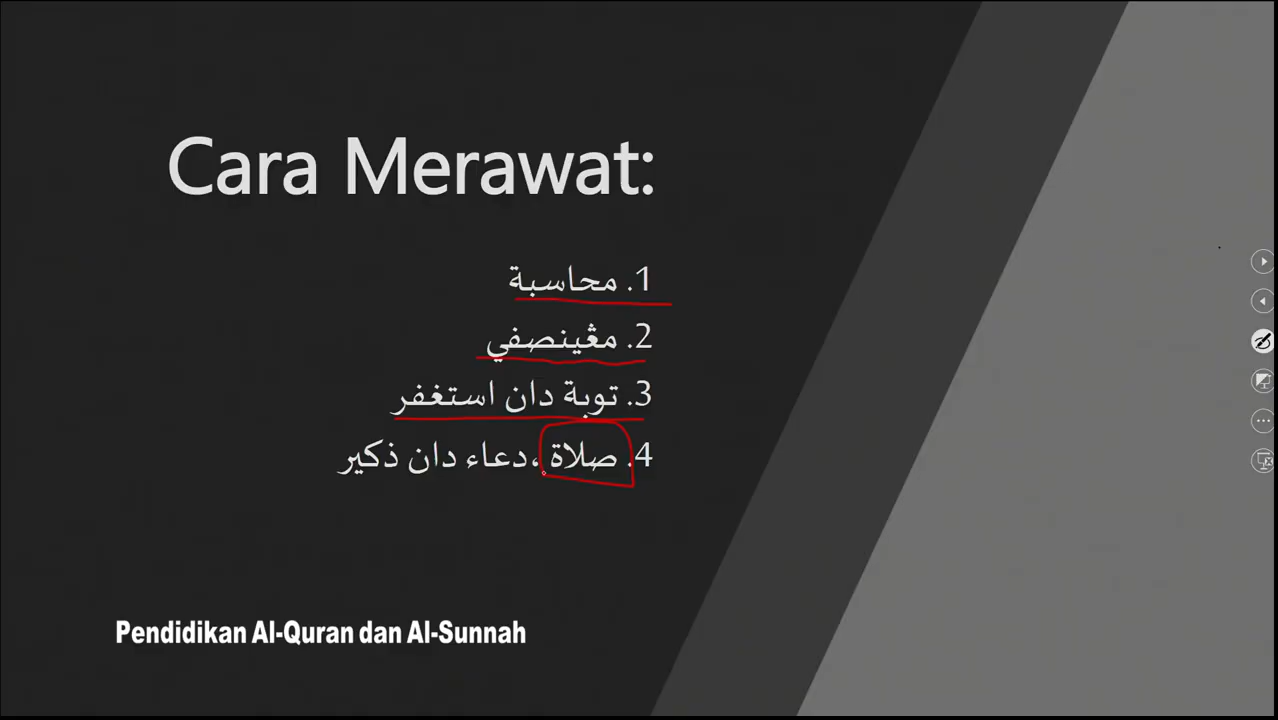 Cara Merawat:
1. محاسبة
2. مڠينصفي
3. توبة دان استغفر
4. صلاة ،دعاء دان ذكير
Pendidikan Al-Quran dan Al-Sunnah